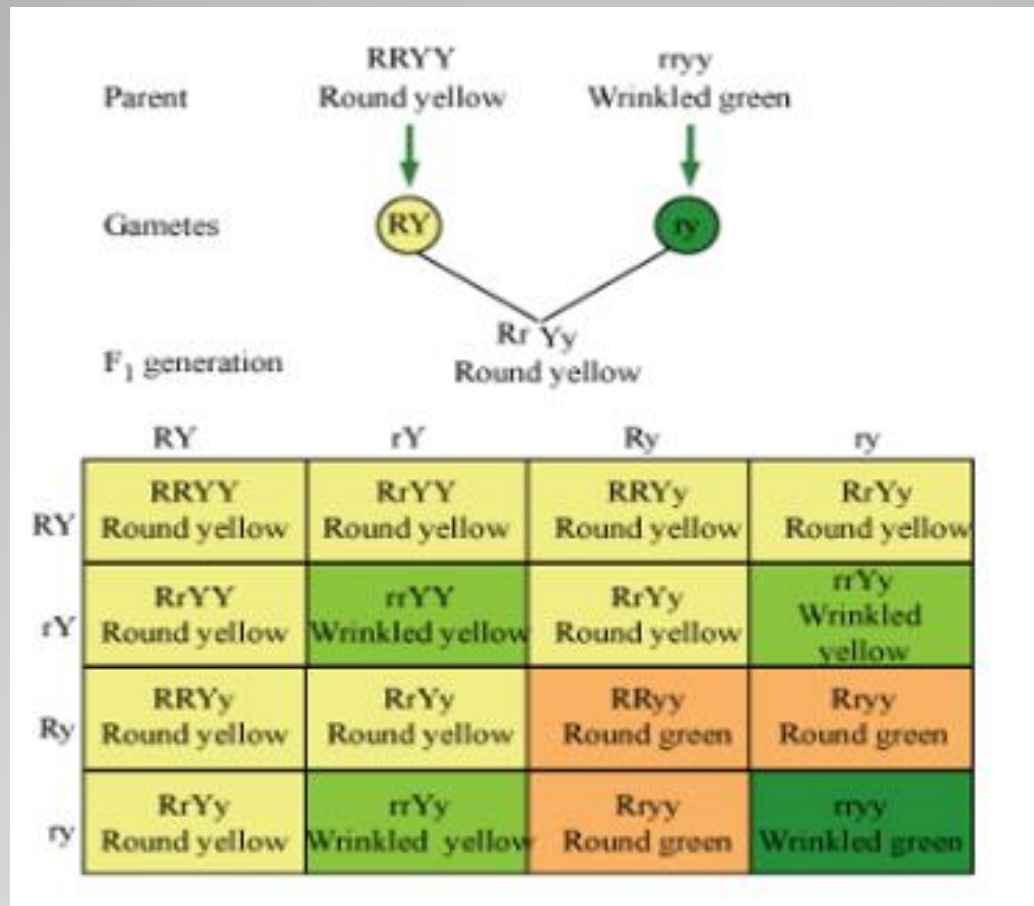 RRYY rryy
Parent Round yellow Wrinkled green
Gametes RY ry
Rr Yy
F1 generation Round yellow
RY rY Ry ry
RRYY RrYY RRYy RrYy
RY Round yellow Round yellow Round yellow Round yellow
RrYY rrYY RrYy rrYy
rY Round yellow Wrinkled yellow Round yellow Wrinkled
yellow
RRYy RrYy RRyy Rryy
Ry Round yellow Round yellow Round green Round green
RrYy rrYy Rryy rryy
ry Round yellow Wrinkled yellow Round green Wrinkled green